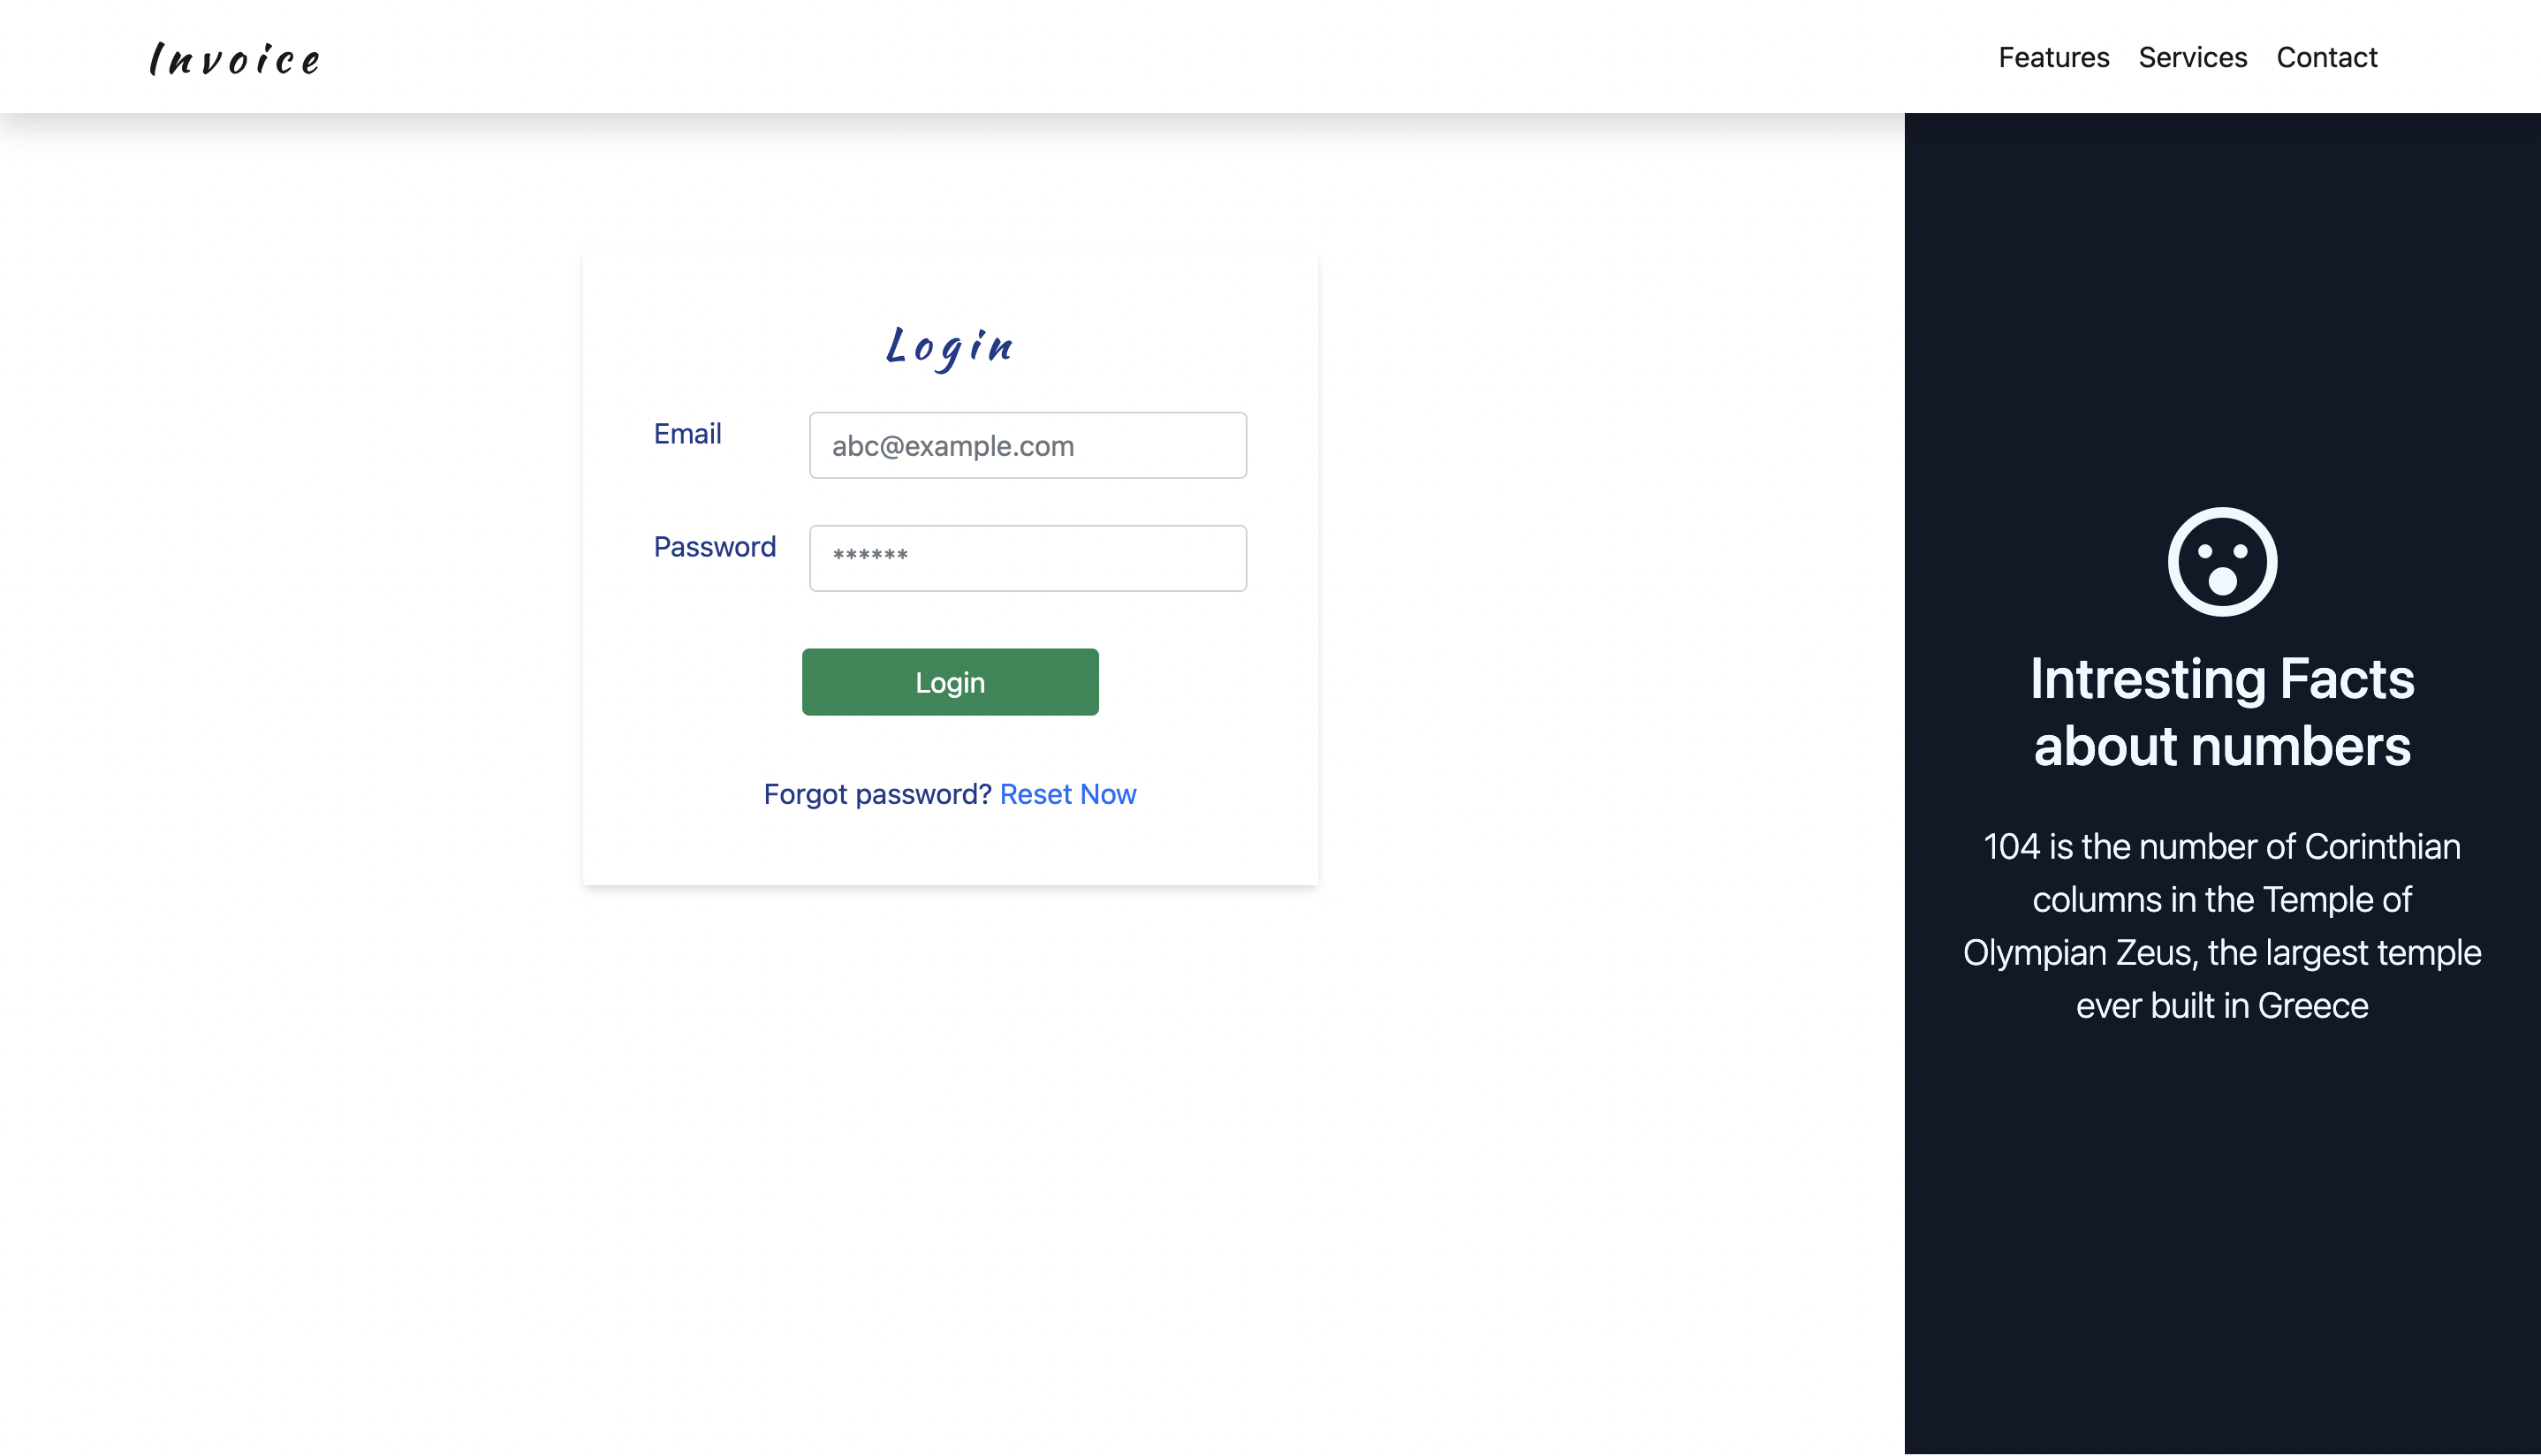 Invoice
Features Services Contact
Login
Email
abc@example.com
Password
******
Login
Forgot password? Reset Now
Intresting Facts
about numbers
104 is the number of Corinthian
columns in the Temple of
Olympian Zeus, the largest temple
ever built in Greece